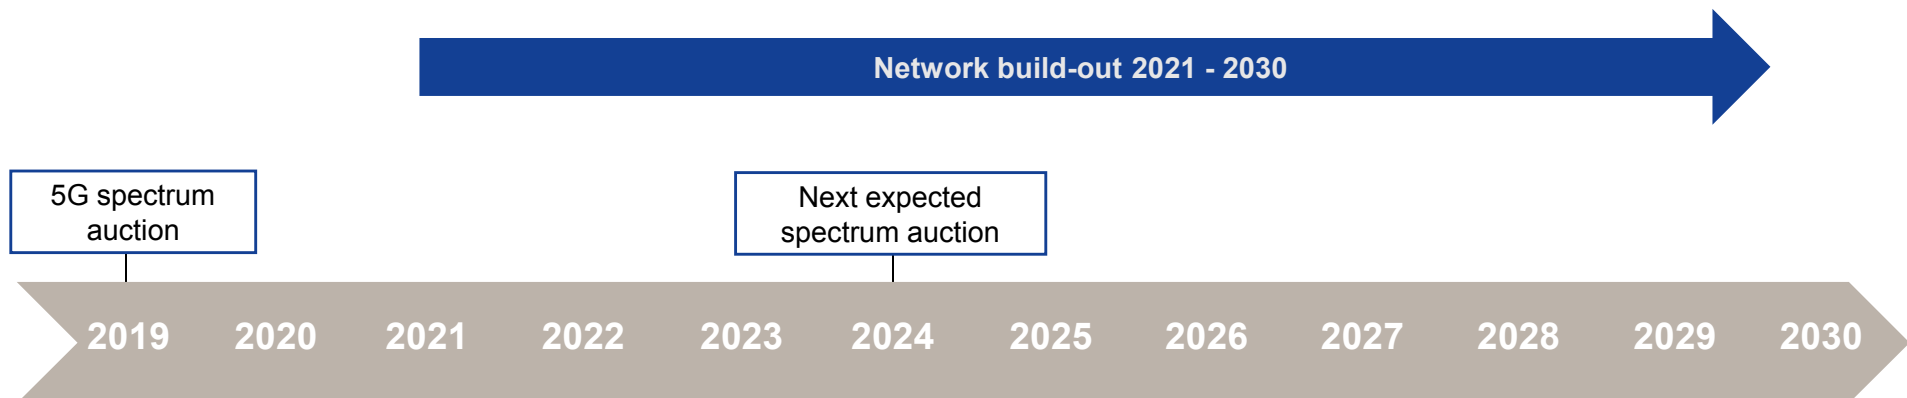 Network build-out 2021 - 2030
5G spectrum
auction
Next expected
spectrum auction
2019 2020 2021 2022 2023 2024 2025 2026 2027 2028 2029 2030